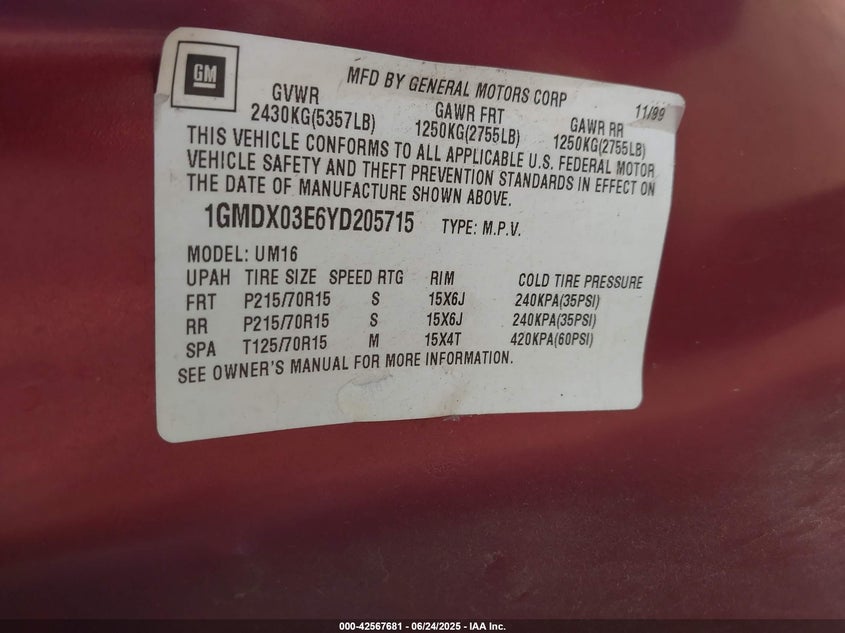 GM
MFD BY GENERAL MOTORS CORP 11/99
GVWR GAWR FRT GAWR RR
2430KG(5357LB) 1250KG(2755LB) 1250KG(2755LB)
THIS VEHICLE CONFORMS TO ALL APPLICABLE U.S. FEDERAL MOTOR
VEHICLE SAFETY AND THEFT PREVENTION STANDARDS IN EFFECT ON
THE DATE OF MANUFACTURE SHOWN ABOVE.
1GMDX03E6YD205715 TYPE: M.P.V.
MODEL: UM16
UPAH TIRE SIZE SPEED RTG RIM COLD TIRE PRESSURE
FRT P215/70R15 S 15X6J 240KPA(35PSI)
RR P215/70R15 S 15X6J 240KPA(35PSI)
SPA T125/70R15 M 15X4T 420KPA(60PSI)
SEE OWNER'S MANUAL FOR MORE INFORMATION.
000-42567681 - 06/24/2025 - IAA Inc.